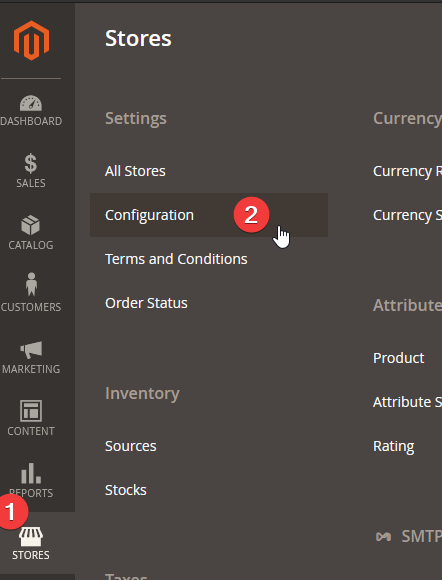 Stores
DASHBOARD
SALES
CATALOG
CUSTOMERS
MARKETING
CONTENT
REPORTS
1
STORES
Settings
All Stores
Configuration 2
Terms and Conditions
Order Status
Inventory
Sources
Stocks
Taxes
Currency
Currency R
Currency S
Attribute
Product
Attribute S
Rating
SMTP